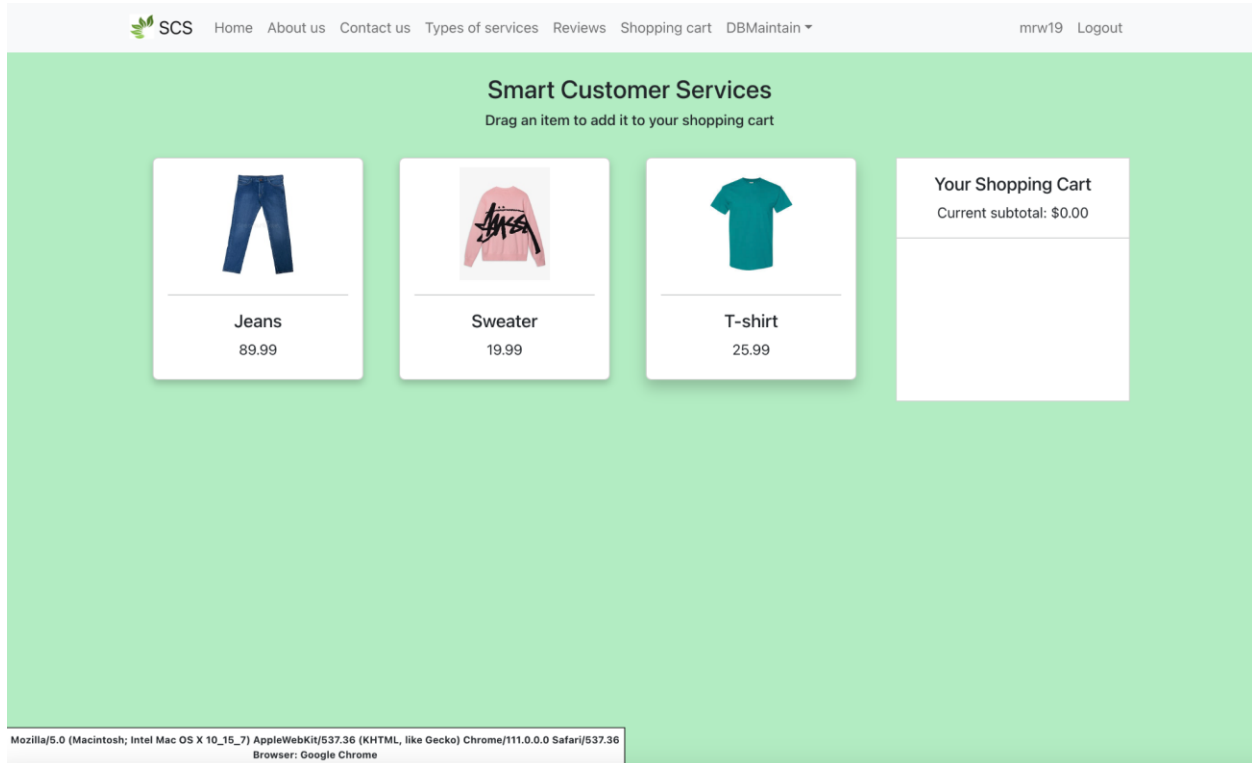 SCS Home About us Contact us Types of services Reviews Shopping cart DBMaintain mrw19 Logout
Smart Customer Services
Drag an item to add it to your shopping cart
Jeans
89.99
Sweater
19.99
T-shirt
25.99
Your Shopping Cart
Current subtotal: $0.00
Mozilla/5.0 (Macintosh; Intel Mac OS X 10_15_7) AppleWebKit/537.36 (KHTML, like Gecko) Chrome/111.0.0.0 Safari/537.36
Browser: Google Chrome